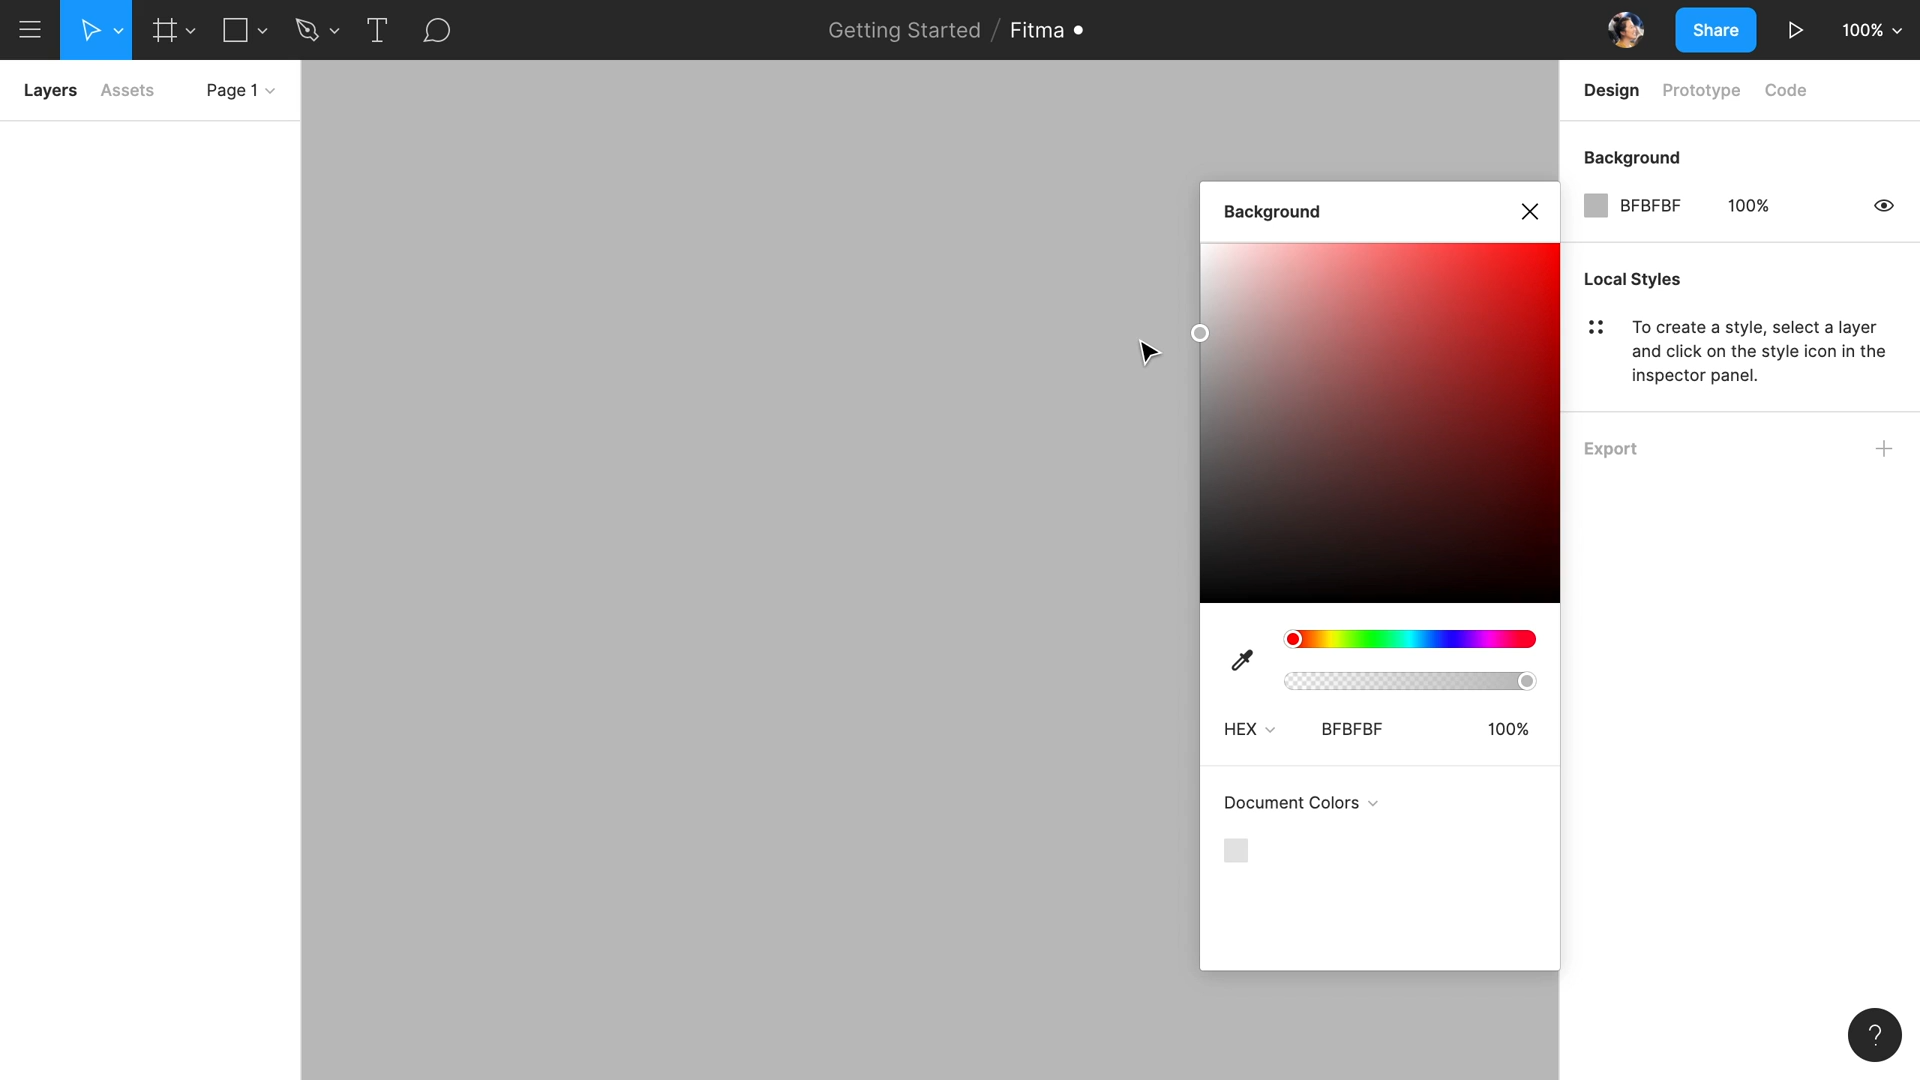 Getting Started / Fitma
Share
100%
Layers
Assets
Page 1
Design
Prototype
Code
Background
BFBFBF
100%
Local Styles
To create a style, select a layer
and click on the style icon in the
inspector panel.
Export
Background
HEX
BFBFBF
100%
Document Colors
?